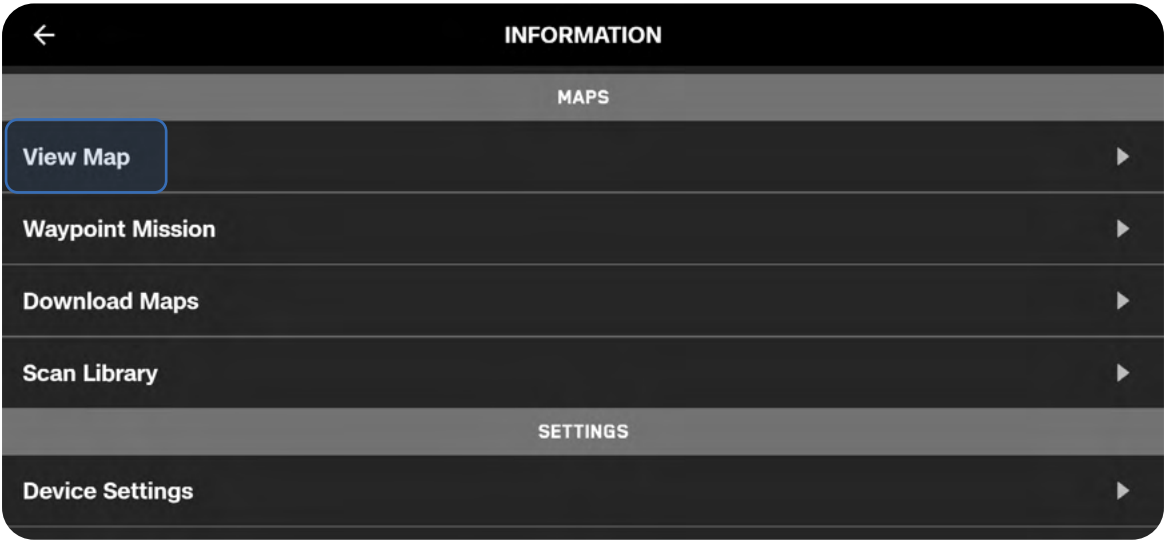 INFORMATION
MAPS
View Map
Waypoint Mission
Download Maps
Scan Library
SETTINGS
Device Settings